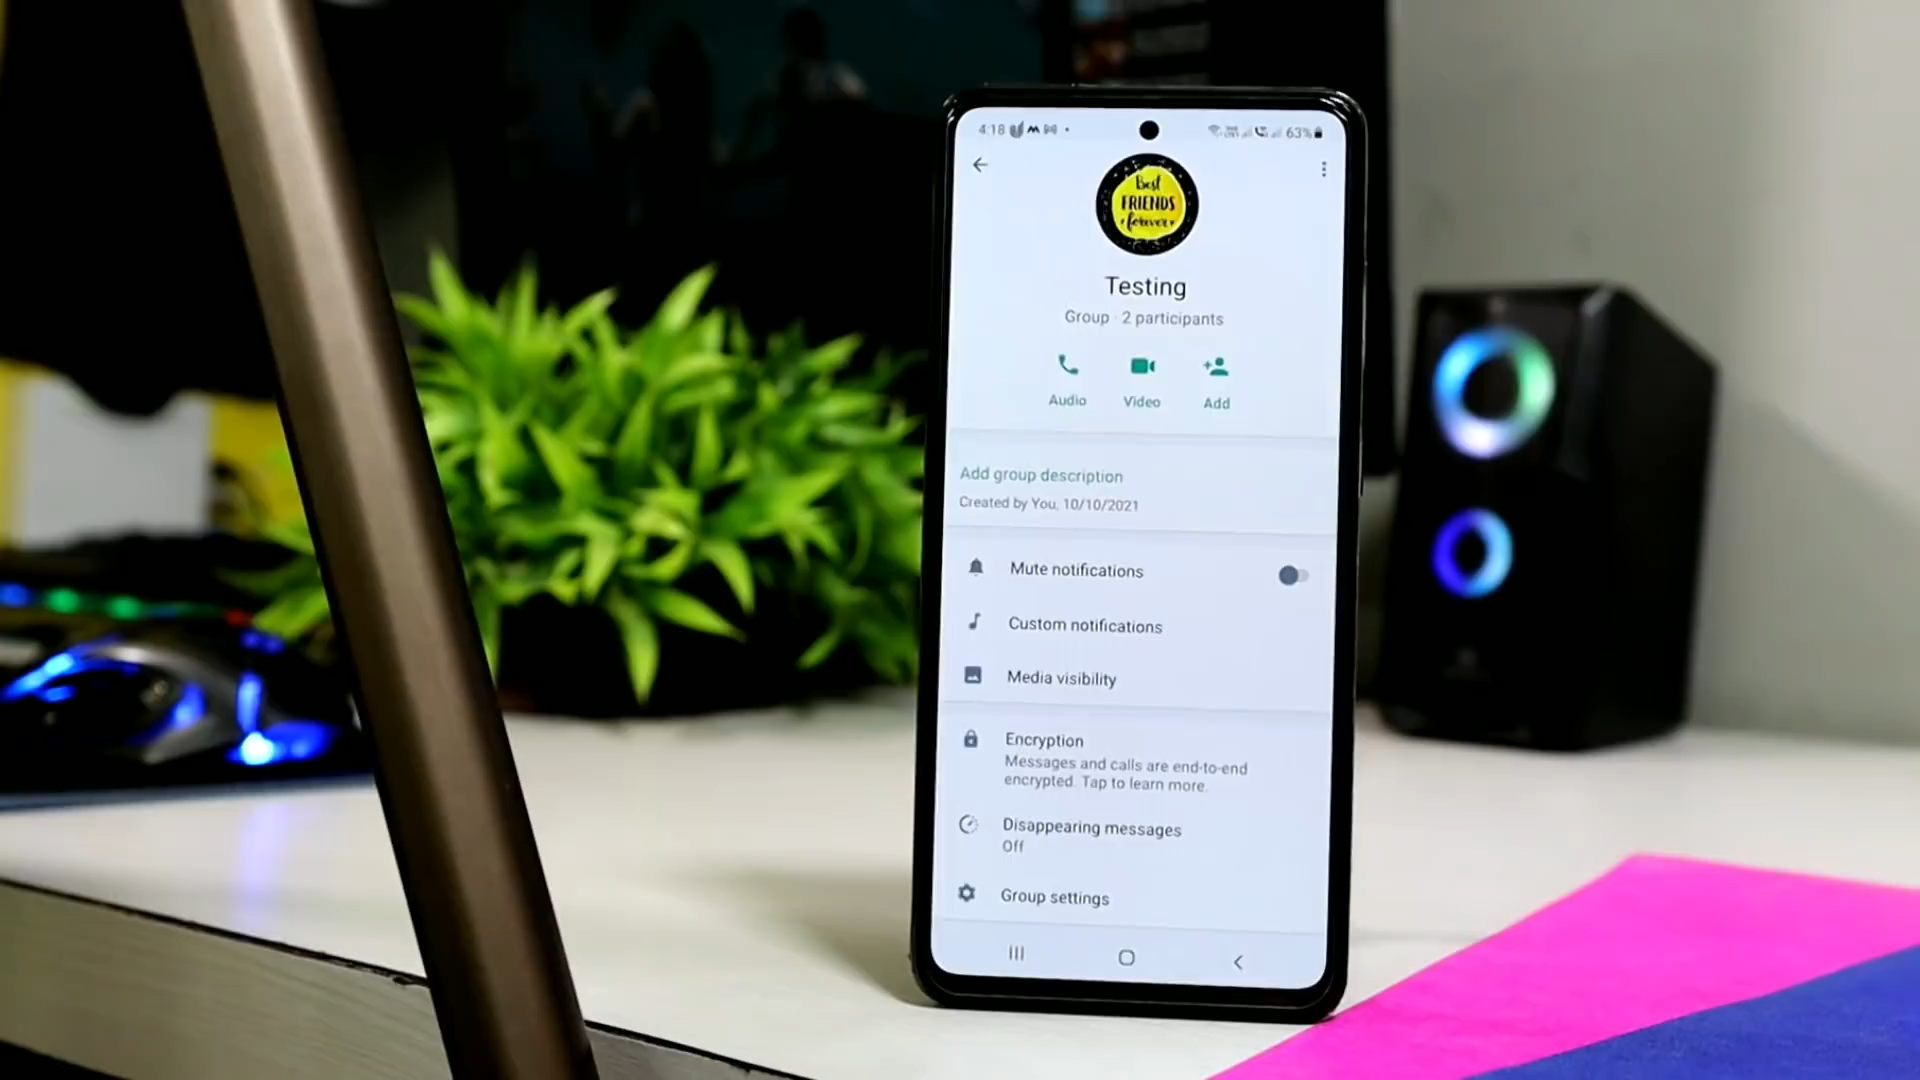 4:18
63%
Best
FRIENDS
forever
Testing
Group · 2 participants
Audio Video Add
Add group description
Created by You, 10/10/2021
Mute notifications
Custom notifications
Media visibility
Encryption
Messages and calls are end-to-end
encrypted. Tap to learn more.
Disappearing messages
Off
Group settings